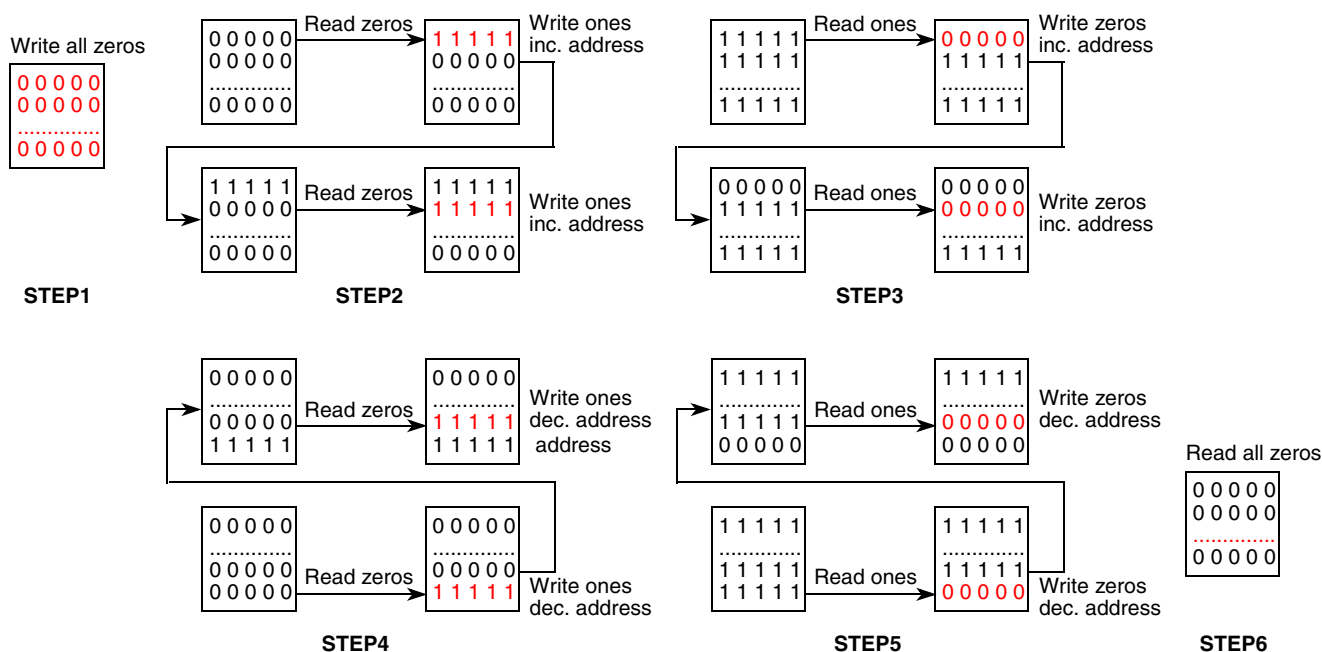 Write all zeros
0 0 0 0 0
0 0 0 0 0
...............
0 0 0 0 0
STEP1
0 0 0 0 0
0 0 0 0 0
...............
0 0 0 0 0
Read zeros
1 1 1 1 1
0 0 0 0 0
...............
0 0 0 0 0
Write ones
inc. address
1 1 1 1 1
0 0 0 0 0
...............
0 0 0 0 0
Read zeros
1 1 1 1 1
1 1 1 1 1
...............
0 0 0 0 0
Write ones
inc. address
STEP2
1 1 1 1 1
1 1 1 1 1
...............
1 1 1 1 1
Read ones
0 0 0 0 0
1 1 1 1 1
...............
1 1 1 1 1
Write zeros
inc. address
0 0 0 0 0
1 1 1 1 1
...............
1 1 1 1 1
Read ones
0 0 0 0 0
0 0 0 0 0
...............
1 1 1 1 1
Write zeros
inc. address
STEP3
0 0 0 0 0
...............
0 0 0 0 0
1 1 1 1 1
Read zeros
0 0 0 0 0
...............
1 1 1 1 1
1 1 1 1 1
Write ones
dec. address
address
0 0 0 0 0
...............
0 0 0 0 0
0 0 0 0 0
Read zeros
0 0 0 0 0
...............
0 0 0 0 0
1 1 1 1 1
Write ones
dec. address
STEP4
1 1 1 1 1
...............
1 1 1 1 1
0 0 0 0 0
Read ones
1 1 1 1 1
...............
0 0 0 0 0
0 0 0 0 0
Write zeros
dec. address
1 1 1 1 1
...............
1 1 1 1 1
1 1 1 1 1
Read ones
1 1 1 1 1
...............
1 1 1 1 1
0 0 0 0 0
Write zeros
dec. address
STEP5
Read all zeros
0 0 0 0 0
0 0 0 0 0
...............
0 0 0 0 0
STEP6